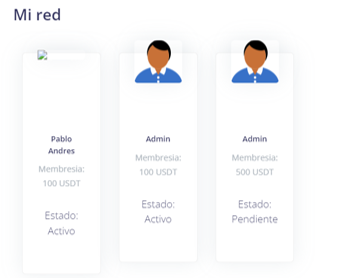 Mi red
Pablo
Andres
Membresia:
100 USDT
Estado:
Activo
Admin
Membresia:
100 USDT
Estado:
Activo
Admin
Membresia:
500 USDT
Estado:
Pendiente